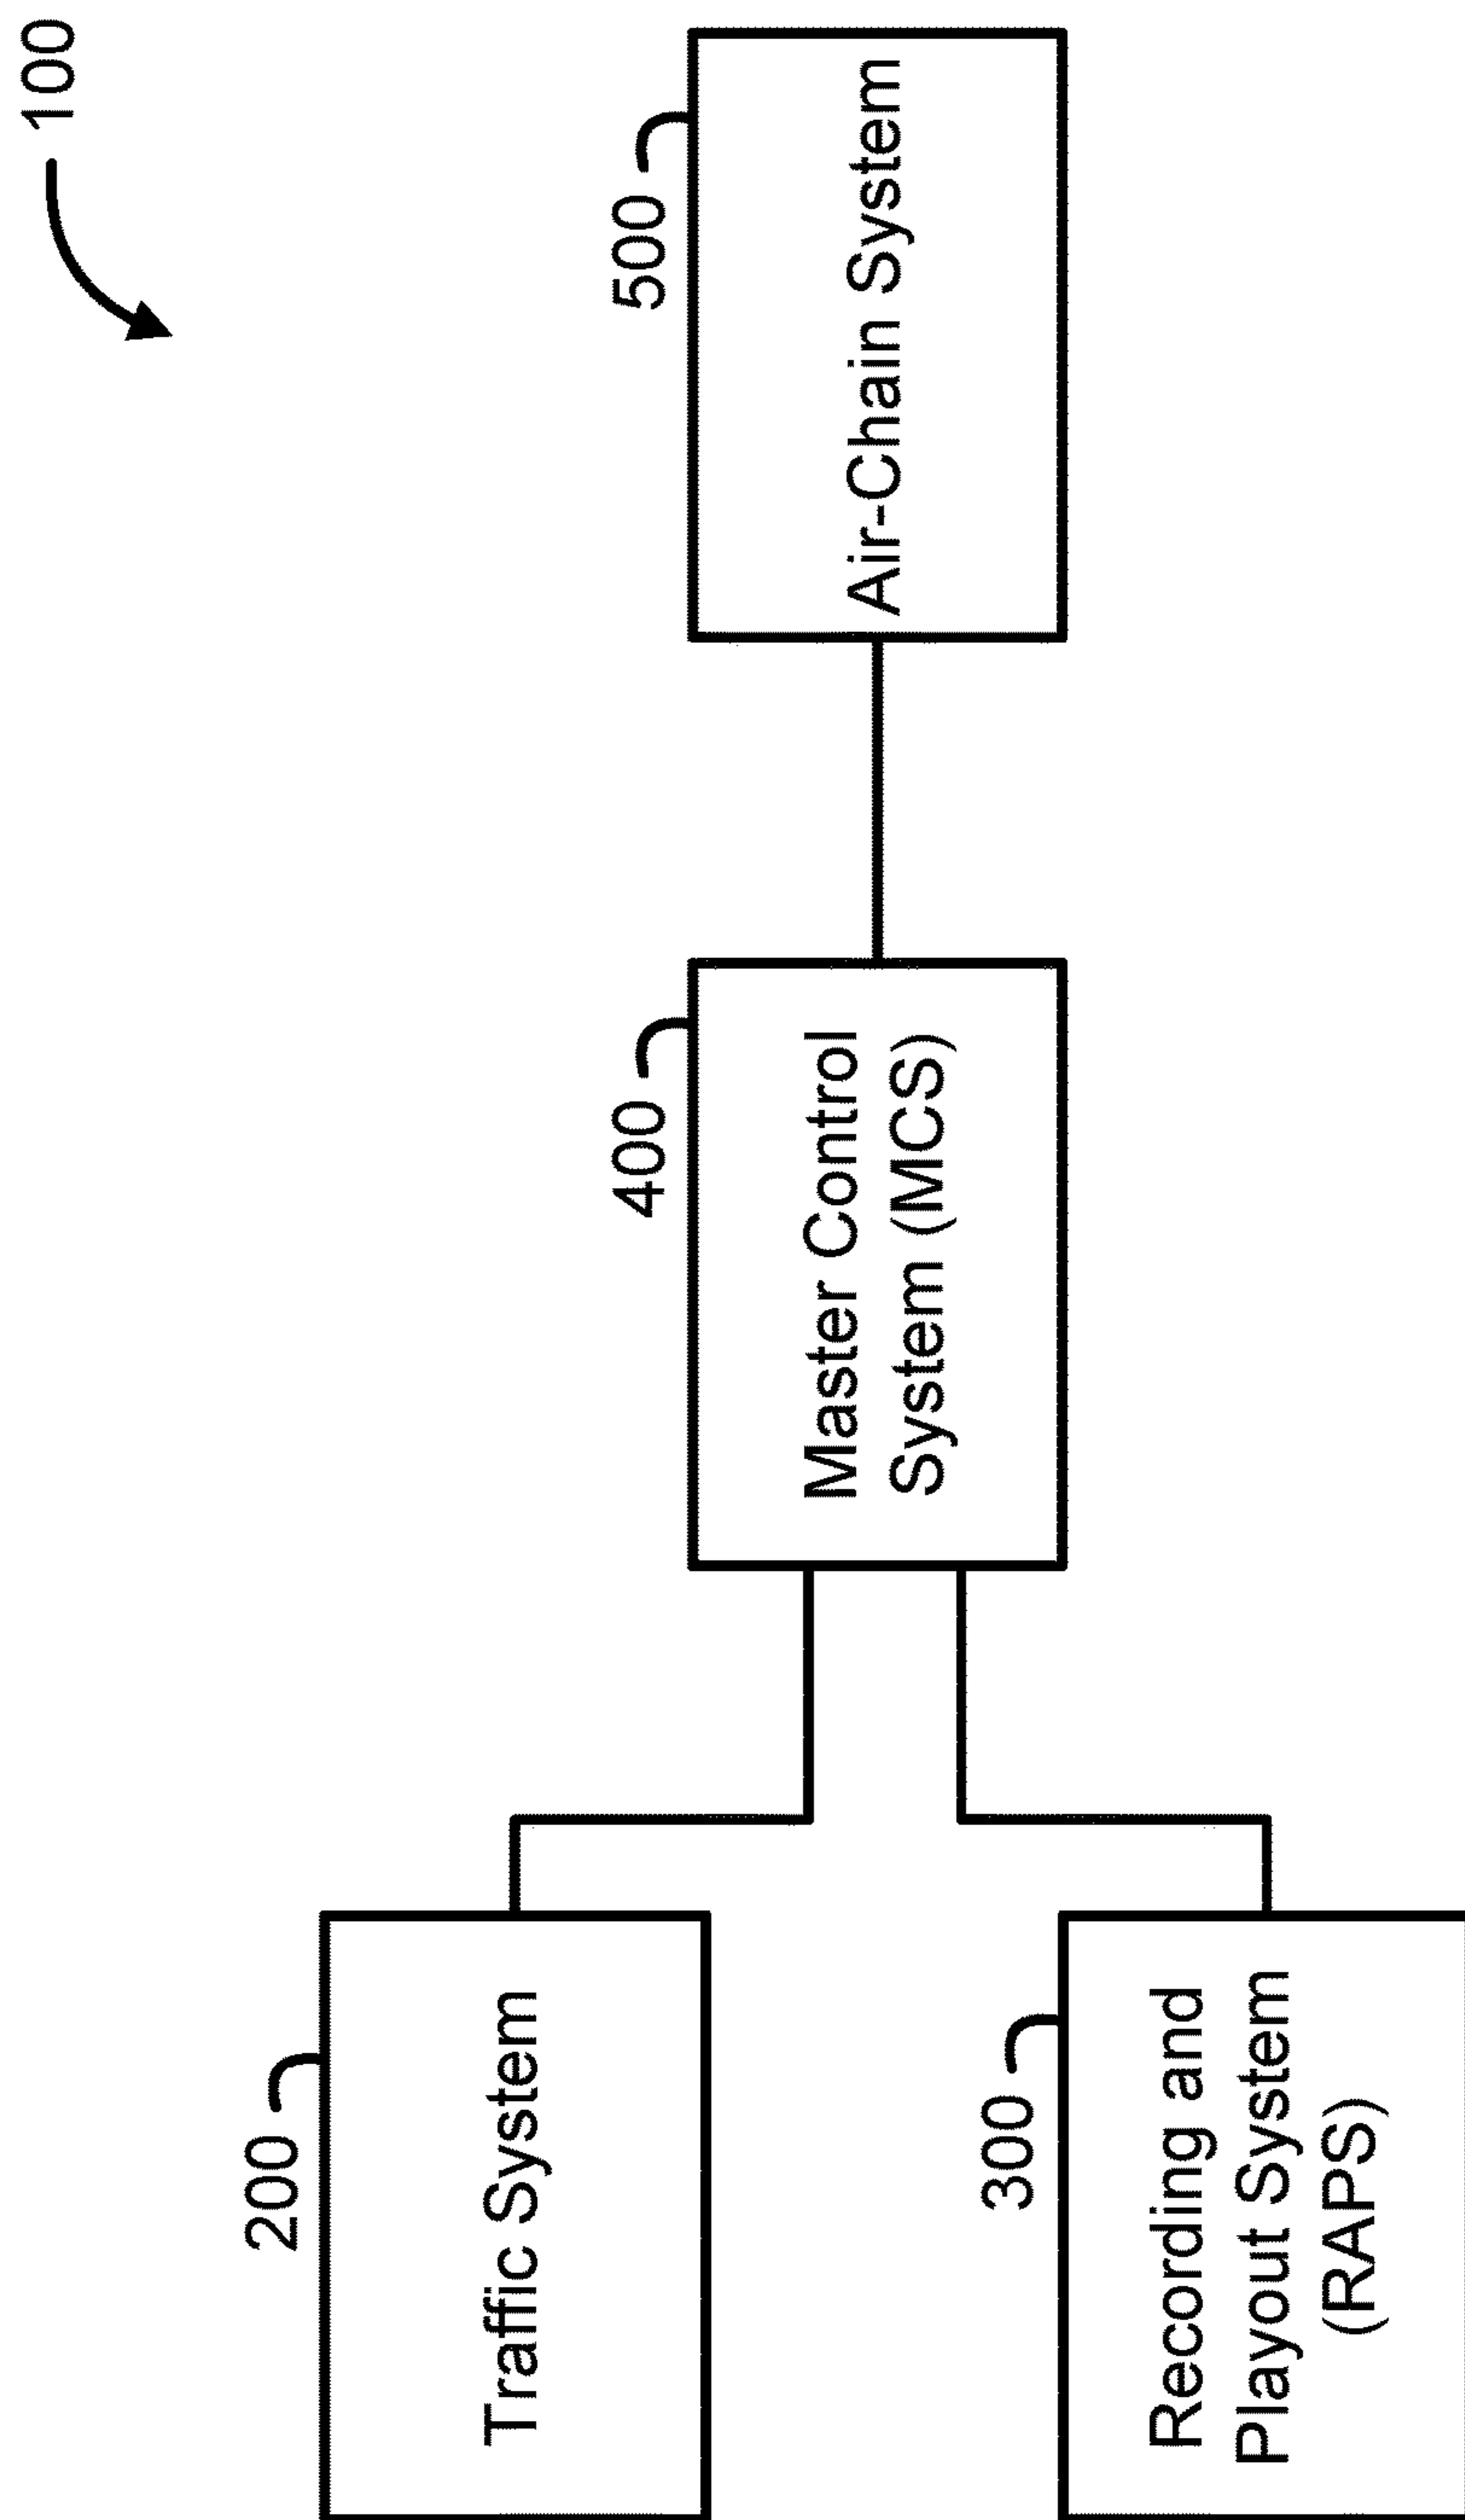 100
200
Traffic System
400
Master Control
System (MCS)
500
Air-Chain System
300
Recording and
Playout System
(RAPS)